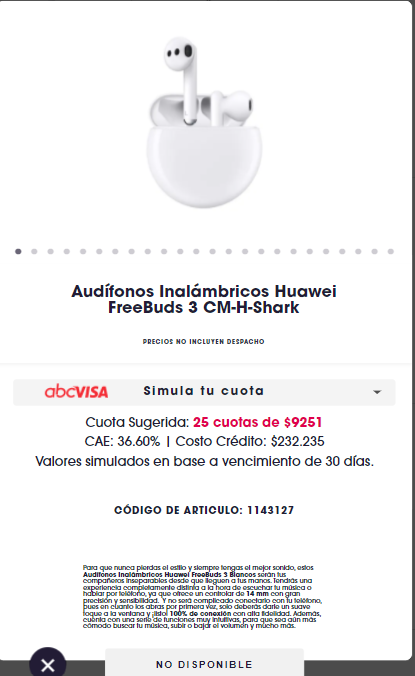 Audífonos Inalámbricos Huawei
FreeBuds 3 CM-H-Shark
PRECIOS NO INCLUYEN DESPACHO
abcVISA Simula tu cuota
Cuota Sugerida: 25 cuotas de $9251
CAE: 36.60% | Costo Crédito: $232.235
Valores simulados en base a vencimiento de 30 días.
CÓDIGO DE ARTICULO: 1143127
Para que nunca pierdas el estilo y siempre tengas el mejor sonido, estos
Audífonos Inalámbricos Huawei FreeBuds 3 Blancos serán tus
compañeros inseparables desde que lleguen a tus manos. Tendrás una
experiencia completamente distinta a la hora de escuchar tu música o
hablar por teléfono, ya que ofrece un controlar de 14 mm con gran
precisión y sensibilidad. Y no será complicado conectarlo con tu teléfono,
pues en cuanto los abras por primera vez, solo deberás darle un suave
toque a la ventana y ¡listo! 100% de conexión con alta fidelidad. Además,
cuenta con una serie de funciones muy intuitivas, para que sea aún más
cómodo buscar tu música, subir o bajar el volumen y mucho más.
NO DISPONIBLE